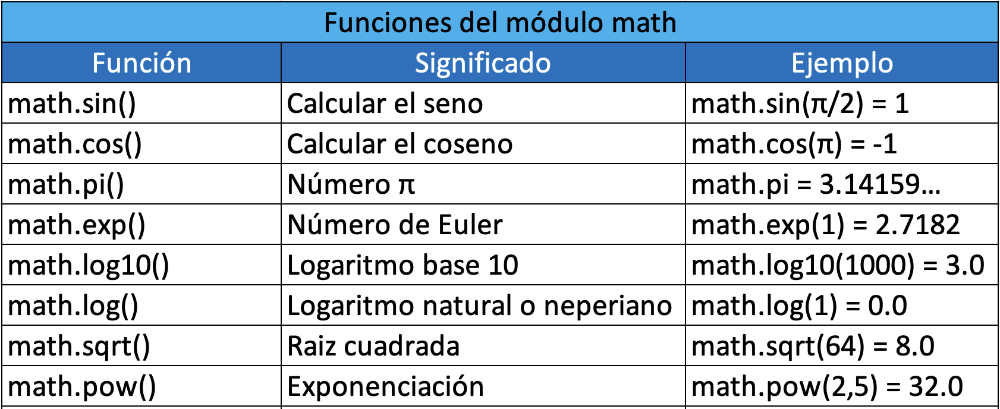 Funciones del módulo math
Función Significado Ejemplo
math.sin() Calcular el seno math.sin(π/2) = 1
math.cos() Calcular el coseno math.cos(π) = -1
math.pi() Número π math.pi = 3.14159...
math.exp() Número de Euler math.exp(1) = 2.7182
math.log10() Logaritmo base 10 math.log10(1000) = 3.0
math.log() Logaritmo natural o neperiano math.log(1) = 0.0
math.sqrt() Raiz cuadrada math.sqrt(64) = 8.0
math.pow() Exponenciación math.pow(2,5) = 32.0